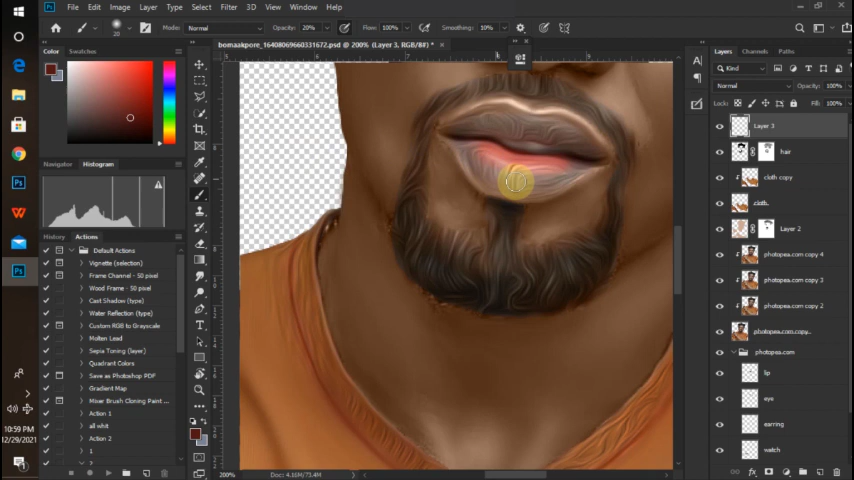 Ps File Edit Image Layer Type Select Filter 3D View Window Help
20 Mode: Normal Opacity: 20% Flow: 100% Smoothing: 10%
bomaakpore_16408069660331672.psd @ 200% (Layer 3, RGB/8#) * ×
Color Swatches
Navigator Histogram
History Actions
Default Actions
Vignette (selection)
Frame Channel - 50 pixel
Wood Frame - 50 pixel
Cast Shadow (type)
Water Reflection (type)
Custom RGB to Grayscale
Molten Lead
Sepia Toning (layer)
Quadrant Colors
Save as Photoshop PDF
Gradient Map
Mixer Brush Cloning Paint ...
Action 1
all whit
Action 2
1
2
Layers Channels Paths
Kind
Normal Opacity: 100%
Lock: Fill: 100%
Layer 3
hair
cloth copy
cloth.
Layer 2
photopea.com copy 4
photopea.com copy 3
photopea.com copy 2
photopea.com copy...
photopea.com
lip
eye
earring
watch
200% Doc: 4.16M/73.4M
10:59 PM
12/29/2021